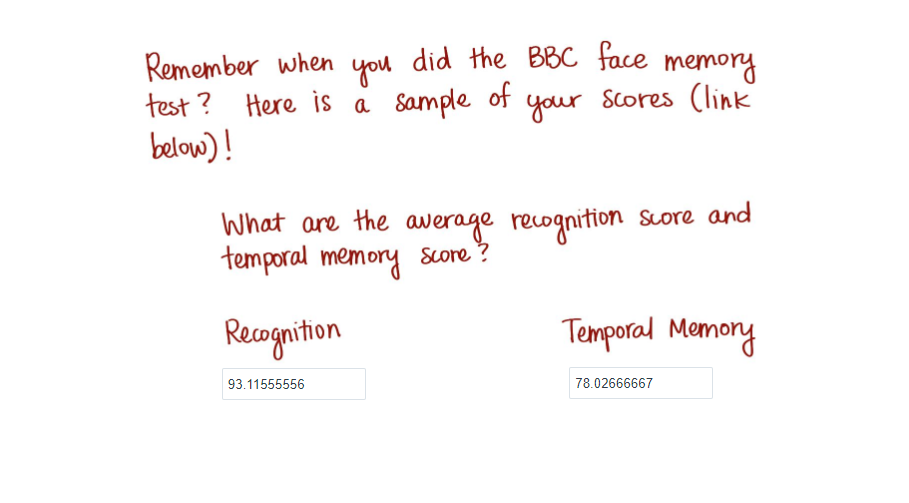 Remember when you did the BBC face memory
test? Here is a sample of your scores (link
below)!
What are the average recognition score and
temporal memory score?
Recognition Temporal Memory
93.11555556 78.02666667